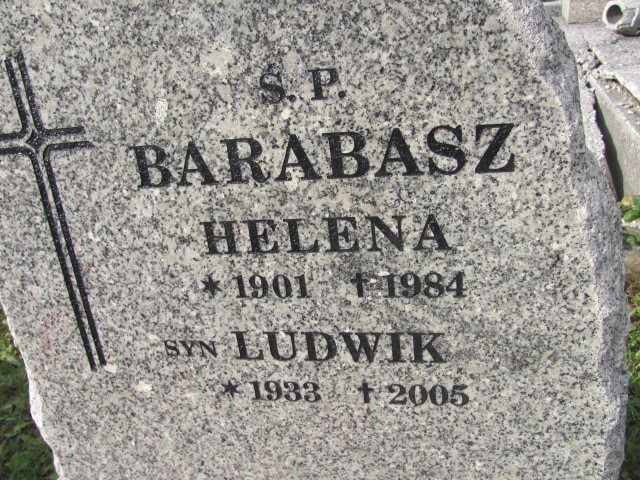 Ś.P.
BARABASZ
HELENA
* 1901 † 1984
SYN LUDWIK
* 1933 † 2005